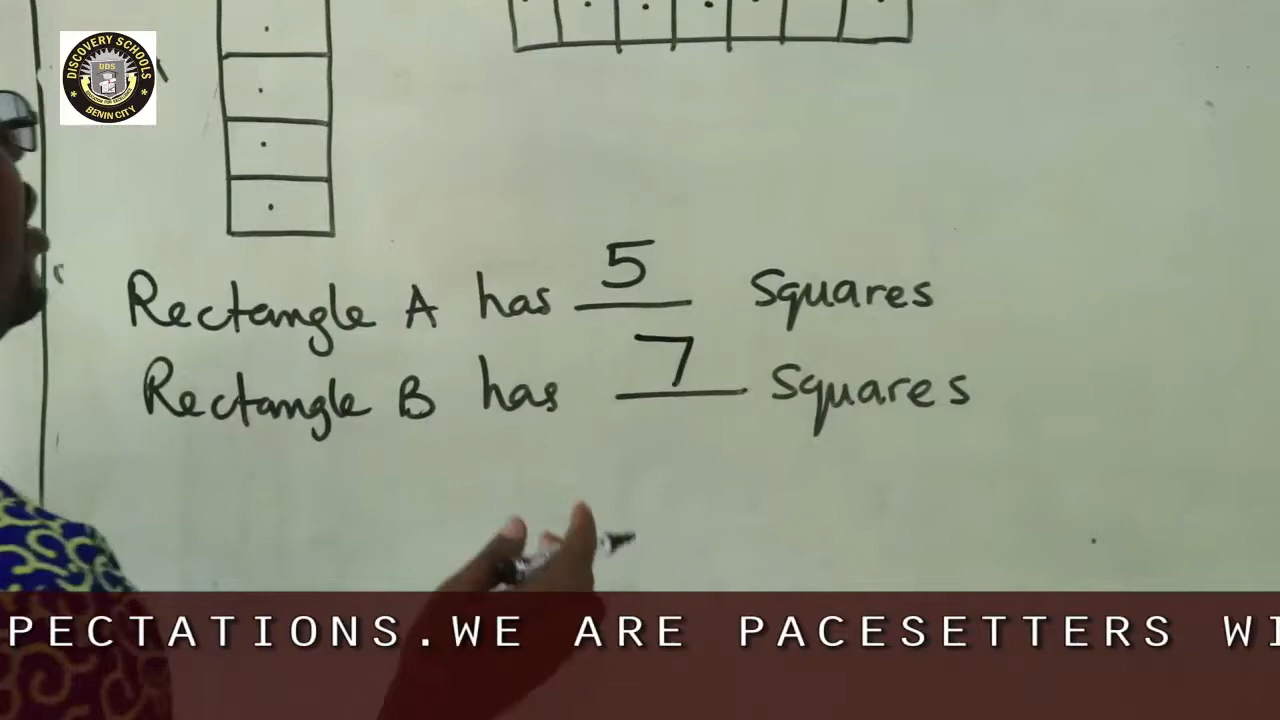 DISCOVERY SCHOOLS
DDS
BENIN CITY
Rectangle A has 5 Squares
Rectangle B has 7 Squares
PECTATIONS.WE ARE PACESETTERS WI